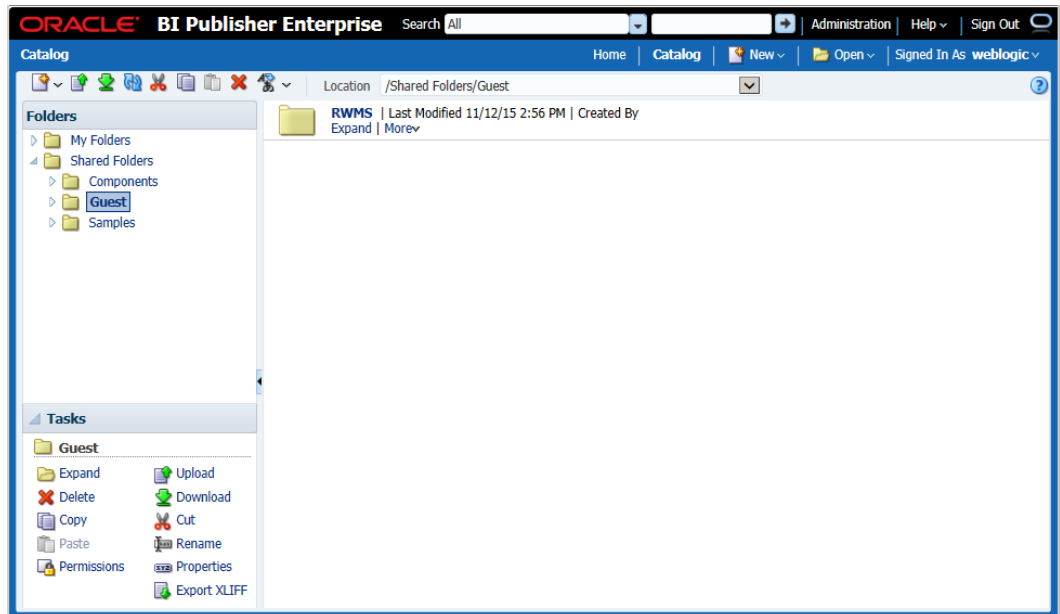 ORACLE BI Publisher Enterprise Search All Administration Help Sign Out
Catalog Home Catalog New Open Signed In As weblogic
Location /Shared Folders/Guest
Folders
RWMS | Last Modified 11/12/15 2:56 PM | Created By
Expand | More
My Folders
Shared Folders
Components
Guest
Samples
Tasks
Guest
Expand Upload
Delete Download
Copy Cut
Paste Rename
Permissions Properties
Export XLIFF